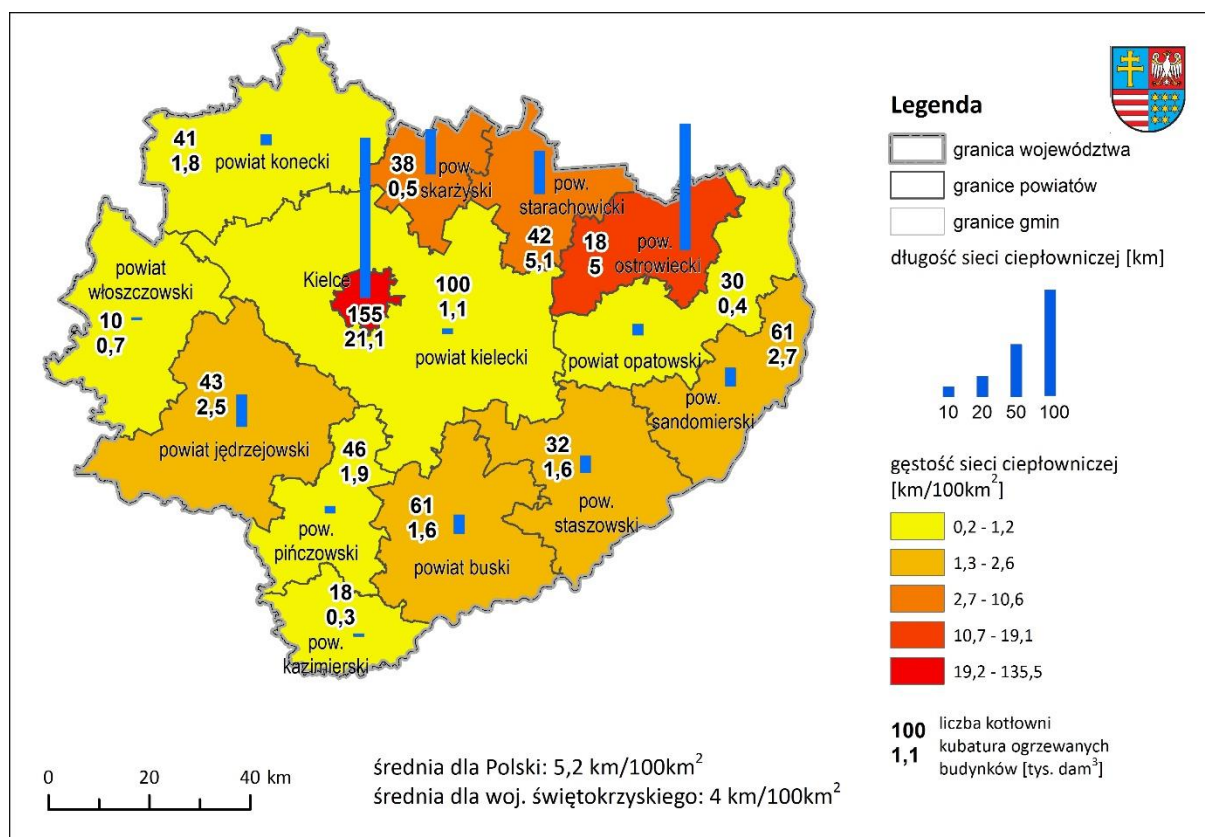 41
1,8
powiat konecki
38
0,5
pow.
skarżyski
pow.
starachowicki
42
5,1
18
5
pow.
ostrowiecki
powiat
włoszczowski
10
0,7
Kielce
155
21,1
100
1,1
powiat kielecki
30
0,4
powiat opatowski
61
2,7
pow.
sandomierski
43
2,5
powiat jędrzejowski
46
1,9
pow.
pińczowski
32
1,6
pow.
staszowski
61
1,6
powiat buski
18
0,3
pow.
kazimierski
0 20 40 km
średnia dla Polski: 5,2 km/100km²
średnia dla woj. świętokrzyskiego: 4 km/100km²
Legenda
granica województwa
granice powiatów
granice gmin
długość sieci ciepłowniczej [km]
10 20 50 100
gęstość sieci ciepłowniczej
[km/100km²]
0,2 - 1,2
1,3 - 2,6
2,7 - 10,6
10,7 - 19,1
19,2 - 135,5
100 liczba kotłowni
1,1 kubatura ogrzewanych
budynków [tys. dam³]